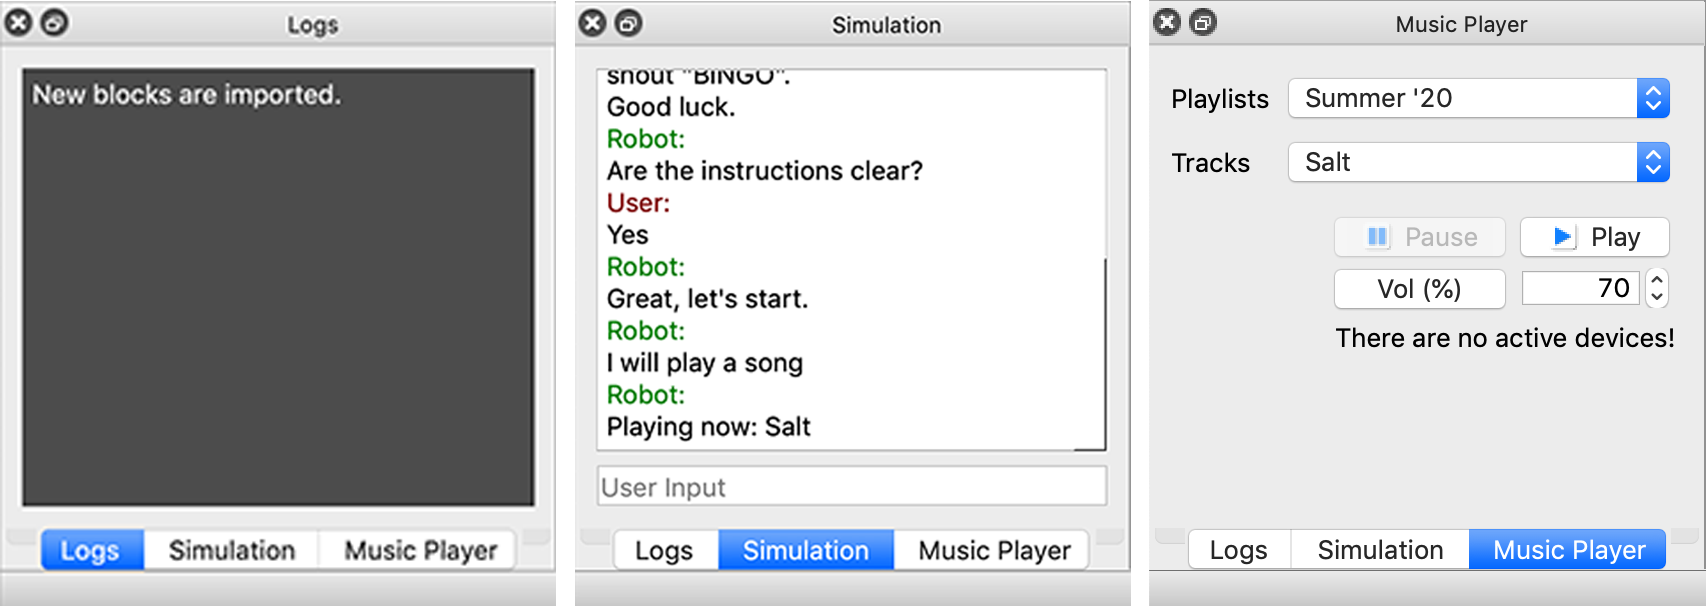 Logs
New blocks are imported.
Logs Simulation Music Player
Simulation
shout "BINGO".
Good luck.
Robot:
Are the instructions clear?
User:
Yes
Robot:
Great, let's start.
Robot:
I will play a song
Robot:
Playing now: Salt
User Input
Logs Simulation Music Player
Music Player
Playlists Summer '20
Tracks Salt
Pause Play
Vol (%) 70
There are no active devices!
Logs Simulation Music Player